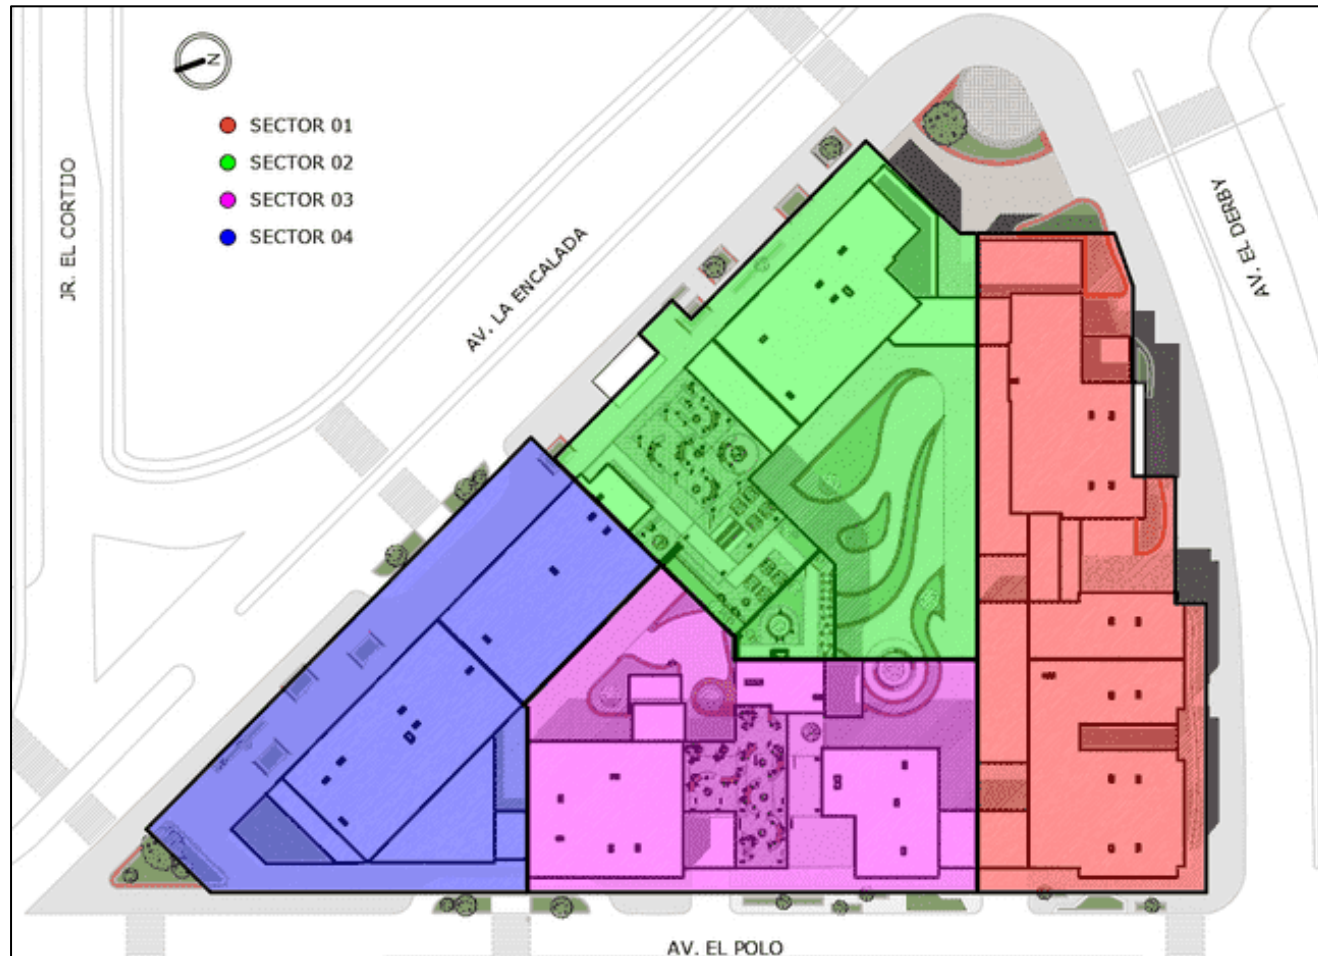 N
SECTOR 01
SECTOR 02
SECTOR 03
SECTOR 04
JR. EL CORTIJO
AV. LA ENCALADA
AV. EL DERBY
AV. EL POLO